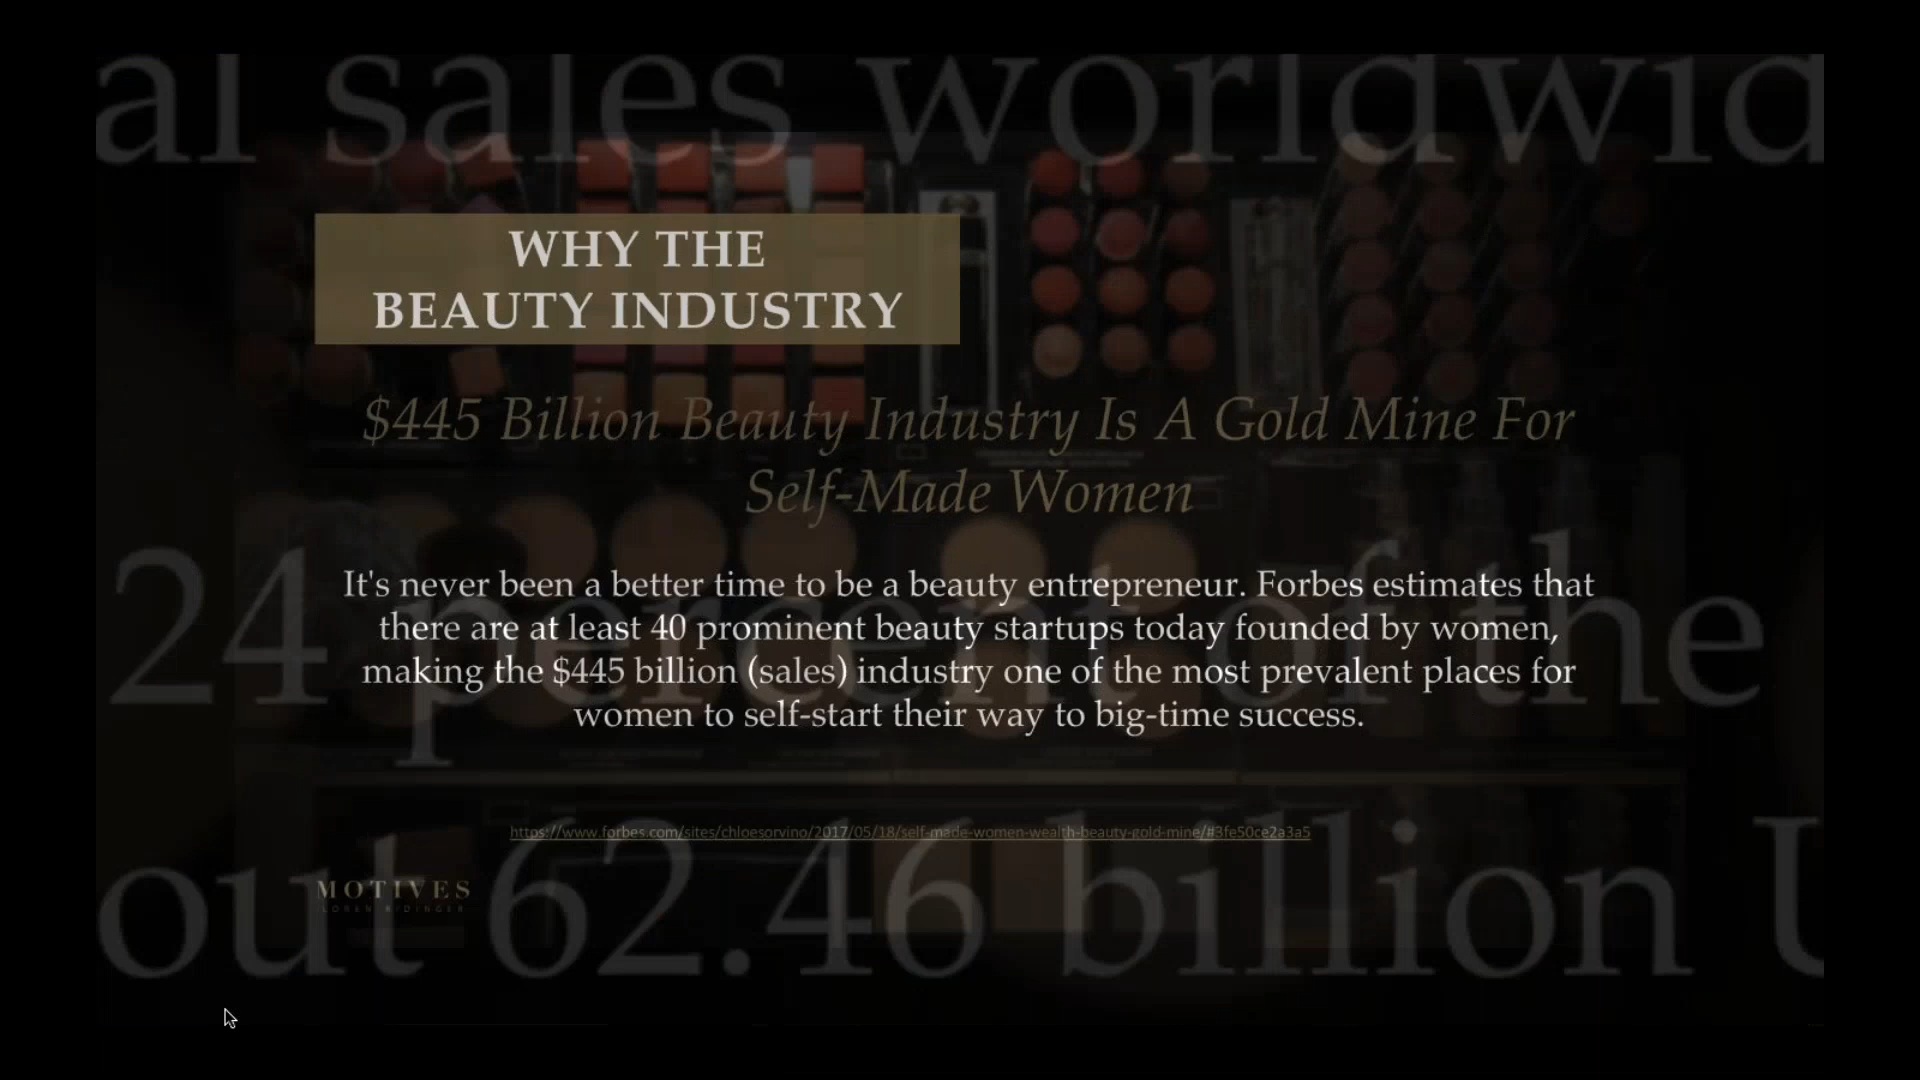 al sales worldwid
WHY THE
BEAUTY INDUSTRY
$445 Billion Beauty Industry Is A Gold Mine For
Self-Made Women
24 percent of the
It's never been a better time to be a beauty entrepreneur. Forbes estimates that
there are at least 40 prominent beauty startups today founded by women,
making the $445 billion (sales) industry one of the most prevalent places for
women to self-start their way to big-time success.
https://www.forbes.com/sites/chloesorvino/2017/05/18/self-made-women-wealth-beauty-gold-mine/#3fe50ce2a3a5
out 62.46 billion U
MOTIVES
LOREN RIDINGER